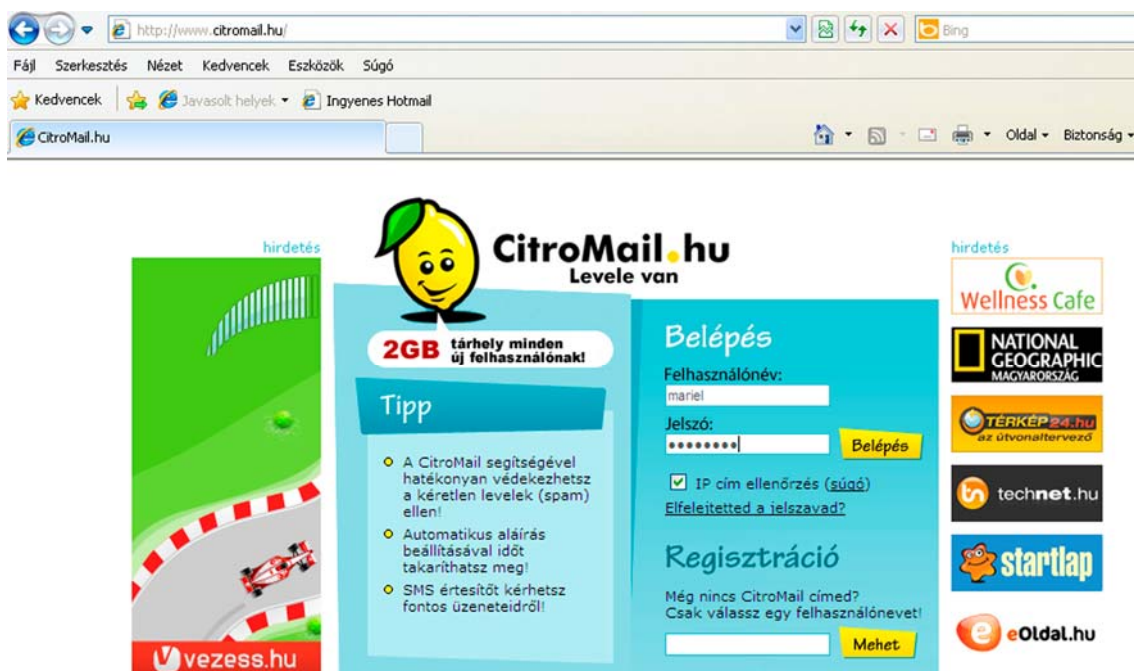 http://www.citromail.hu/
Bing
Fájl Szerkesztés Nézet Kedvencek Eszközök Súgó
Kedvencek Javasolt helyek Ingyenes Hotmail
CitroMail.hu
Oldal Biztonság
hirdetés
vezess.hu
CitroMail.hu
Levele van
2GB tárhely minden
új felhasználónak!
Tipp
A CitroMail segítségével
hatékonyan védekezhetsz
a kéretlen levelek (spam)
ellen!
Automatikus aláírás
beállításával időt
takaríthatsz meg!
SMS értesítőt kérhetsz
fontos üzeneteidről!
Belépés
Felhasználónév:
mariel
Jelszó:
••••••••
Belépés
IP cím ellenőrzés (súgó)
Elfelejtetted a jelszavad?
Regisztráció
Még nincs CitroMail címed?
Csak válassz egy felhasználónevet!
Mehet
hirdetés
Wellness Cafe
NATIONAL
GEOGRAPHIC
MAGYARORSZÁG
TÉRKÉP24.hu
az útvonaltervező
tn technet.hu
startlap
e eOldal.hu